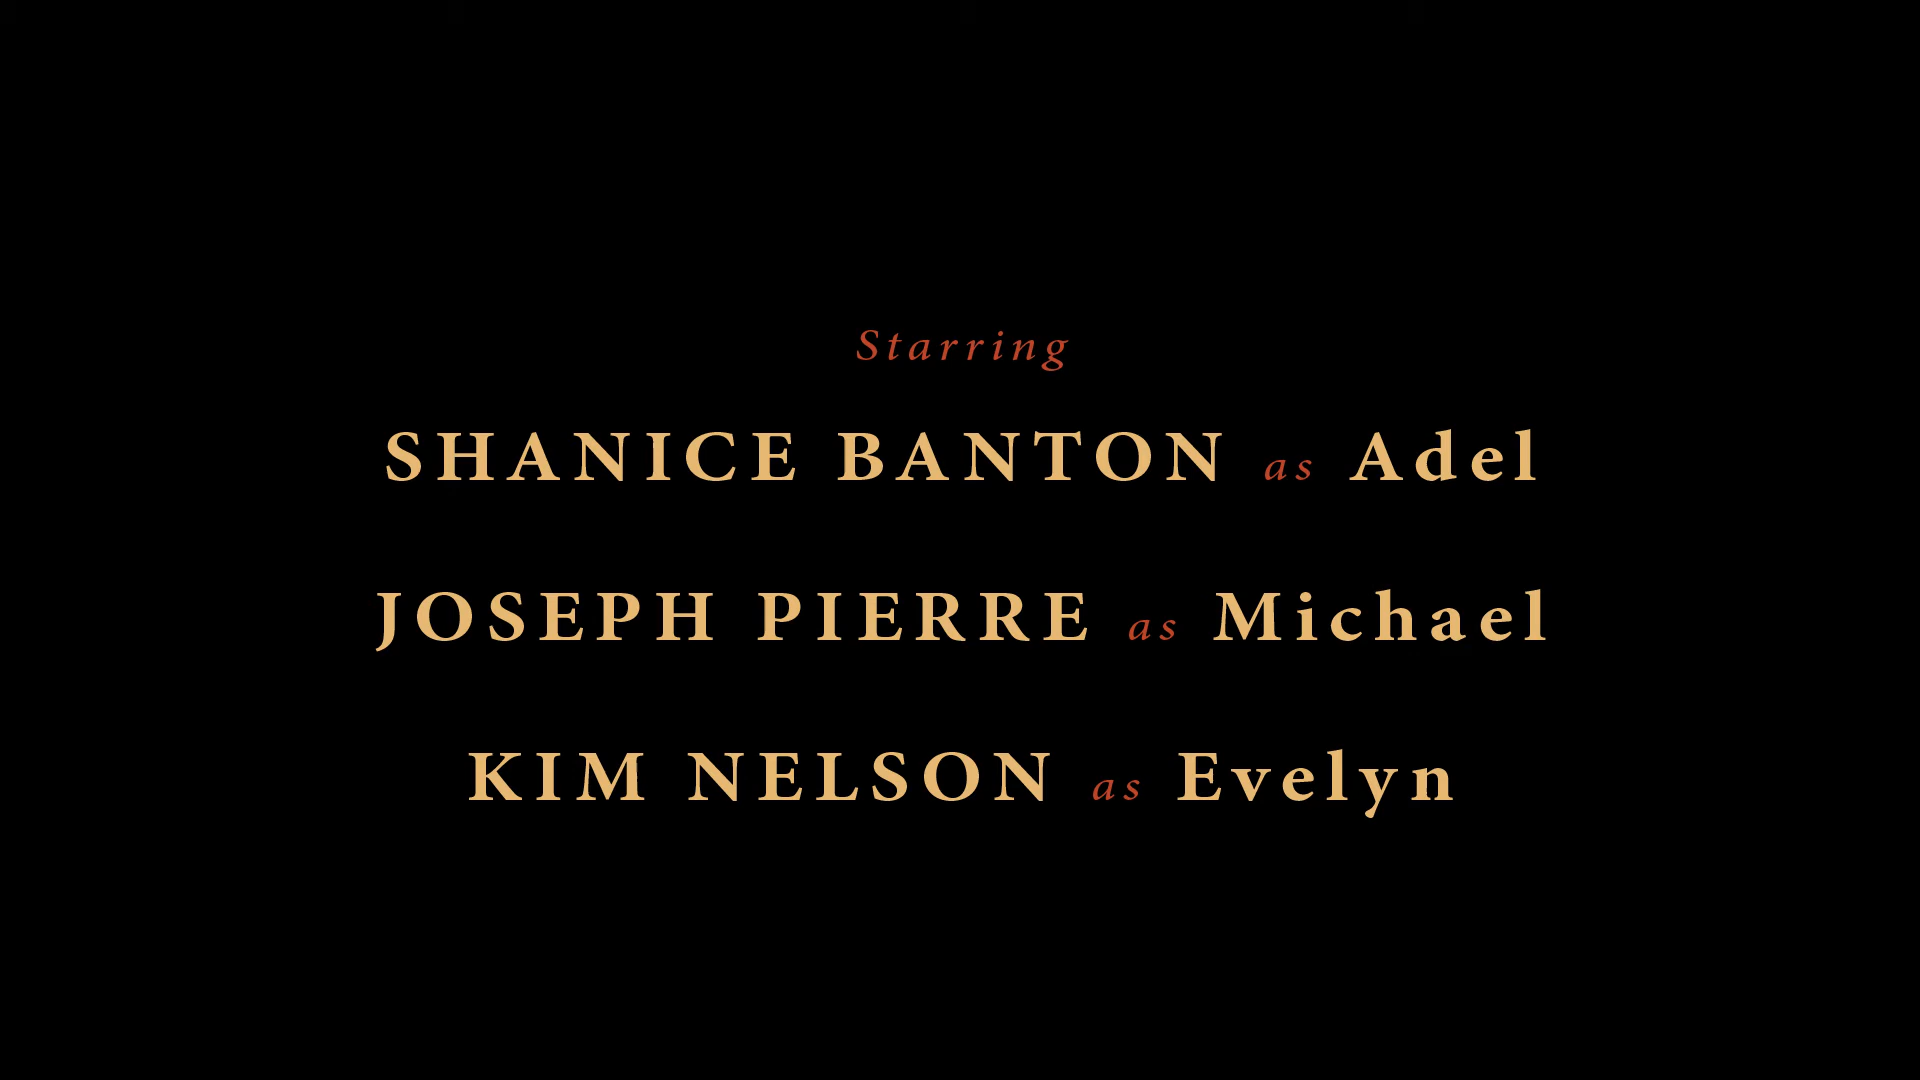 Starring
SHANICE BANTON as Adel
JOSEPH PIERRE as Michael
KIM NELSON as Evelyn